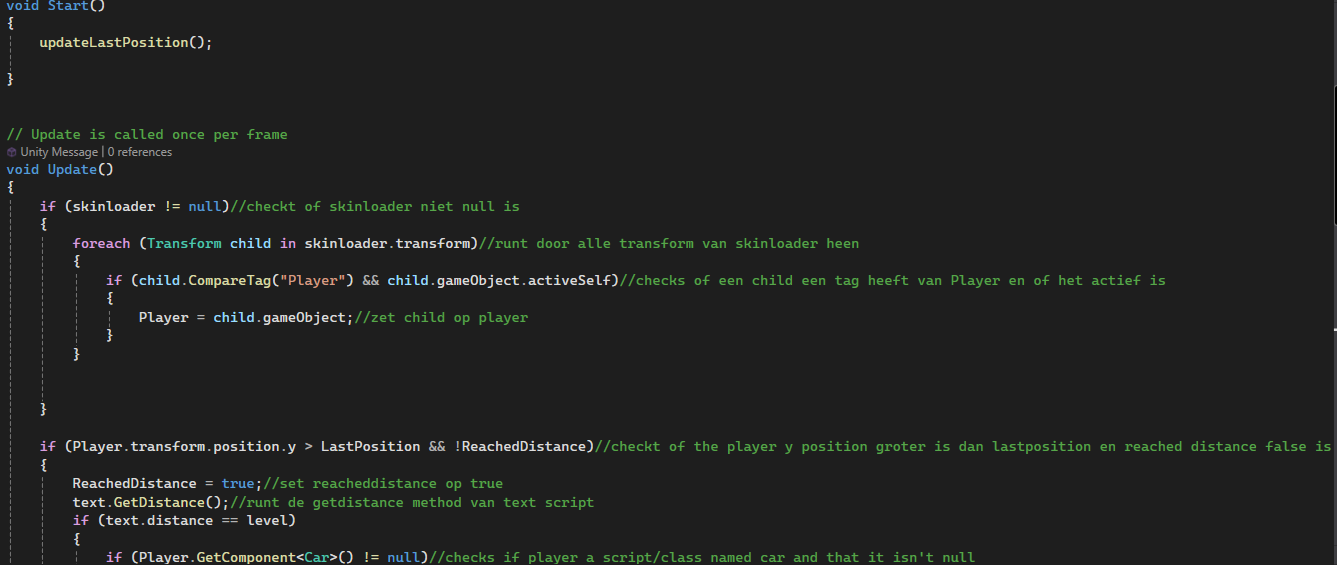 void Start()
{
updateLastPosition();
}
// Update is called once per frame
Unity Message | 0 references
void Update()
{
if (skinloader != null)//checkt of skinloader niet null is
{
foreach (Transform child in skinloader.transform)//runt door alle transform van skinloader heen
{
if (child.CompareTag("Player") && child.gameObject.activeSelf)//checks of een child een tag heeft van Player en of het actief is
{
Player = child.gameObject;//zet child op player
}
}
}
if (Player.transform.position.y > LastPosition && !ReachedDistance)//checkt of the player y position groter is dan lastposition en reached distance false is
{
ReachedDistance = true;//set reacheddistance op true
text.GetDistance();//runt de getdistance method van text script
if (text.distance == level)
{
if (Player.GetComponent<Car>() != null)//checks if player a script/class named car and that it isn't null